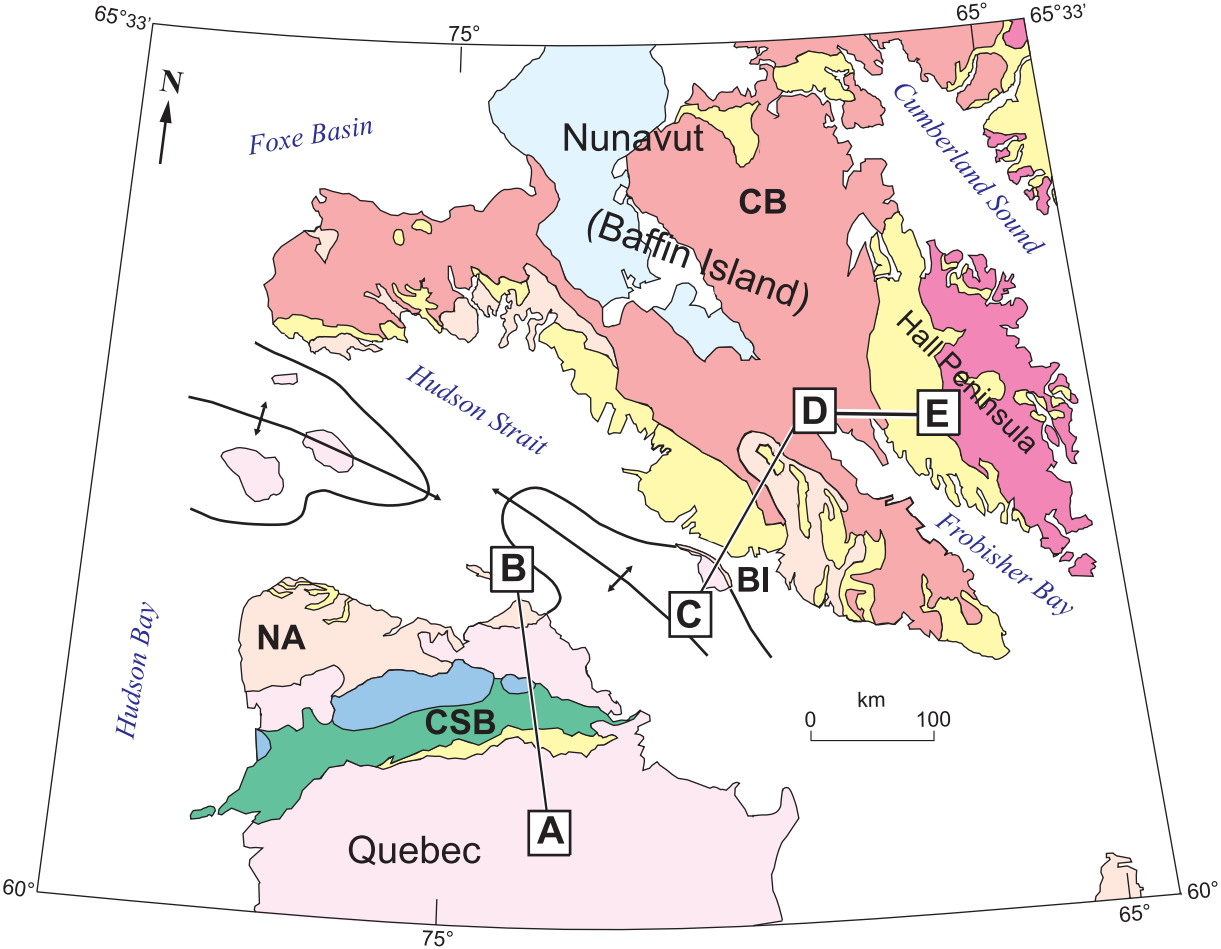 65°33'
75°
65°
65°33'
N
Foxe Basin
Nunavut
Cumberland Sound
CB
(Baffin Island)
Hall Peninsula
Hudson Strait
D
E
Frobisher Bay
B
BI
C
NA
Hudson Bay
km
0
100
CSB
A
Quebec
60°
60°
75°
65°